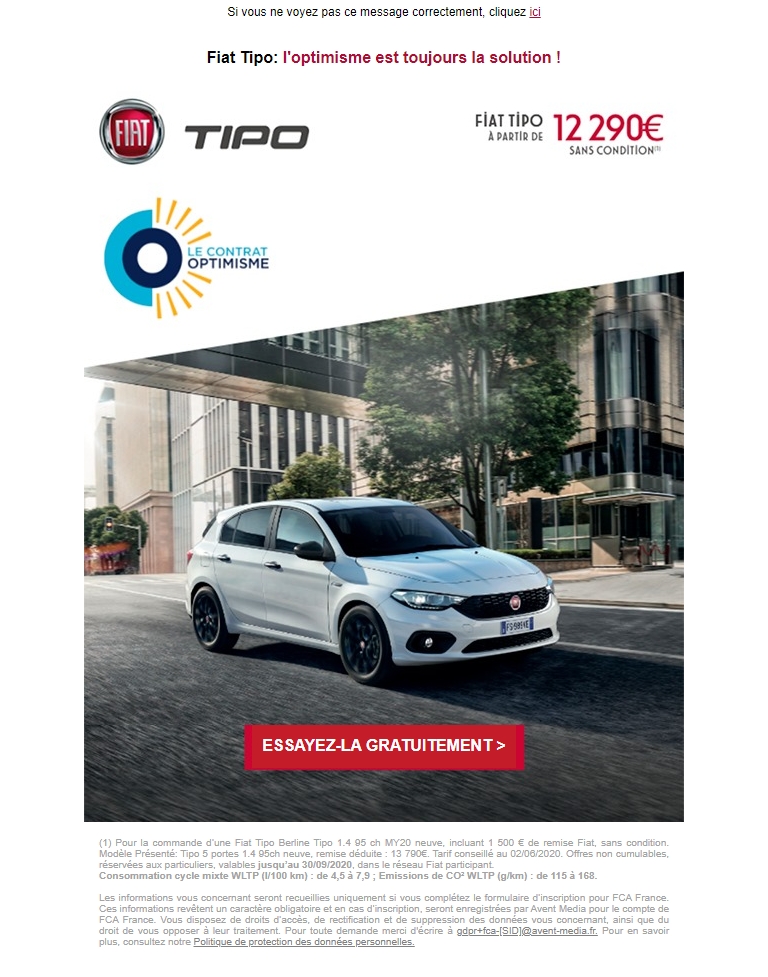 Si vous ne voyez pas ce message correctement, cliquez ici
Fiat Tipo: l'optimisme est toujours la solution !
FIAT
TIPO
FIAT TIPO
À PARTIR DE
12 290€
SANS CONDITION(1)
LE CONTRAT
OPTIMISME
ESSAYEZ-LA GRATUITEMENT >
(1) Pour la commande d'une Fiat Tipo Berline Tipo 1.4 95 ch MY20 neuve, incluant 1 500 € de remise Fiat, sans condition.
Modèle Présenté: Tipo 5 portes 1.4 95ch neuve, remise déduite : 13 790€. Tarif conseillé au 02/06/2020. Offres non cumulables,
réservées aux particuliers, valables jusqu'au 30/09/2020, dans le réseau Fiat participant.
Consommation cycle mixte WLTP (l/100 km) : de 4,5 à 7,9 ; Emissions de CO² WLTP (g/km) : de 115 à 168.
Les informations vous concernant seront recueillies uniquement si vous complétez le formulaire d'inscription pour FCA France.
Ces informations revêtent un caractère obligatoire et en cas d'inscription, seront enregistrées par Avent Media pour le compte de
FCA France. Vous disposez de droits d'accès, de rectification et de suppression des données vous concernant, ainsi que du
droit de vous opposer à leur traitement. Pour toute demande merci d'écrire à gdpr+fca-[SID]@avent-media.fr. Pour en savoir
plus, consultez notre Politique de protection des données personnelles.